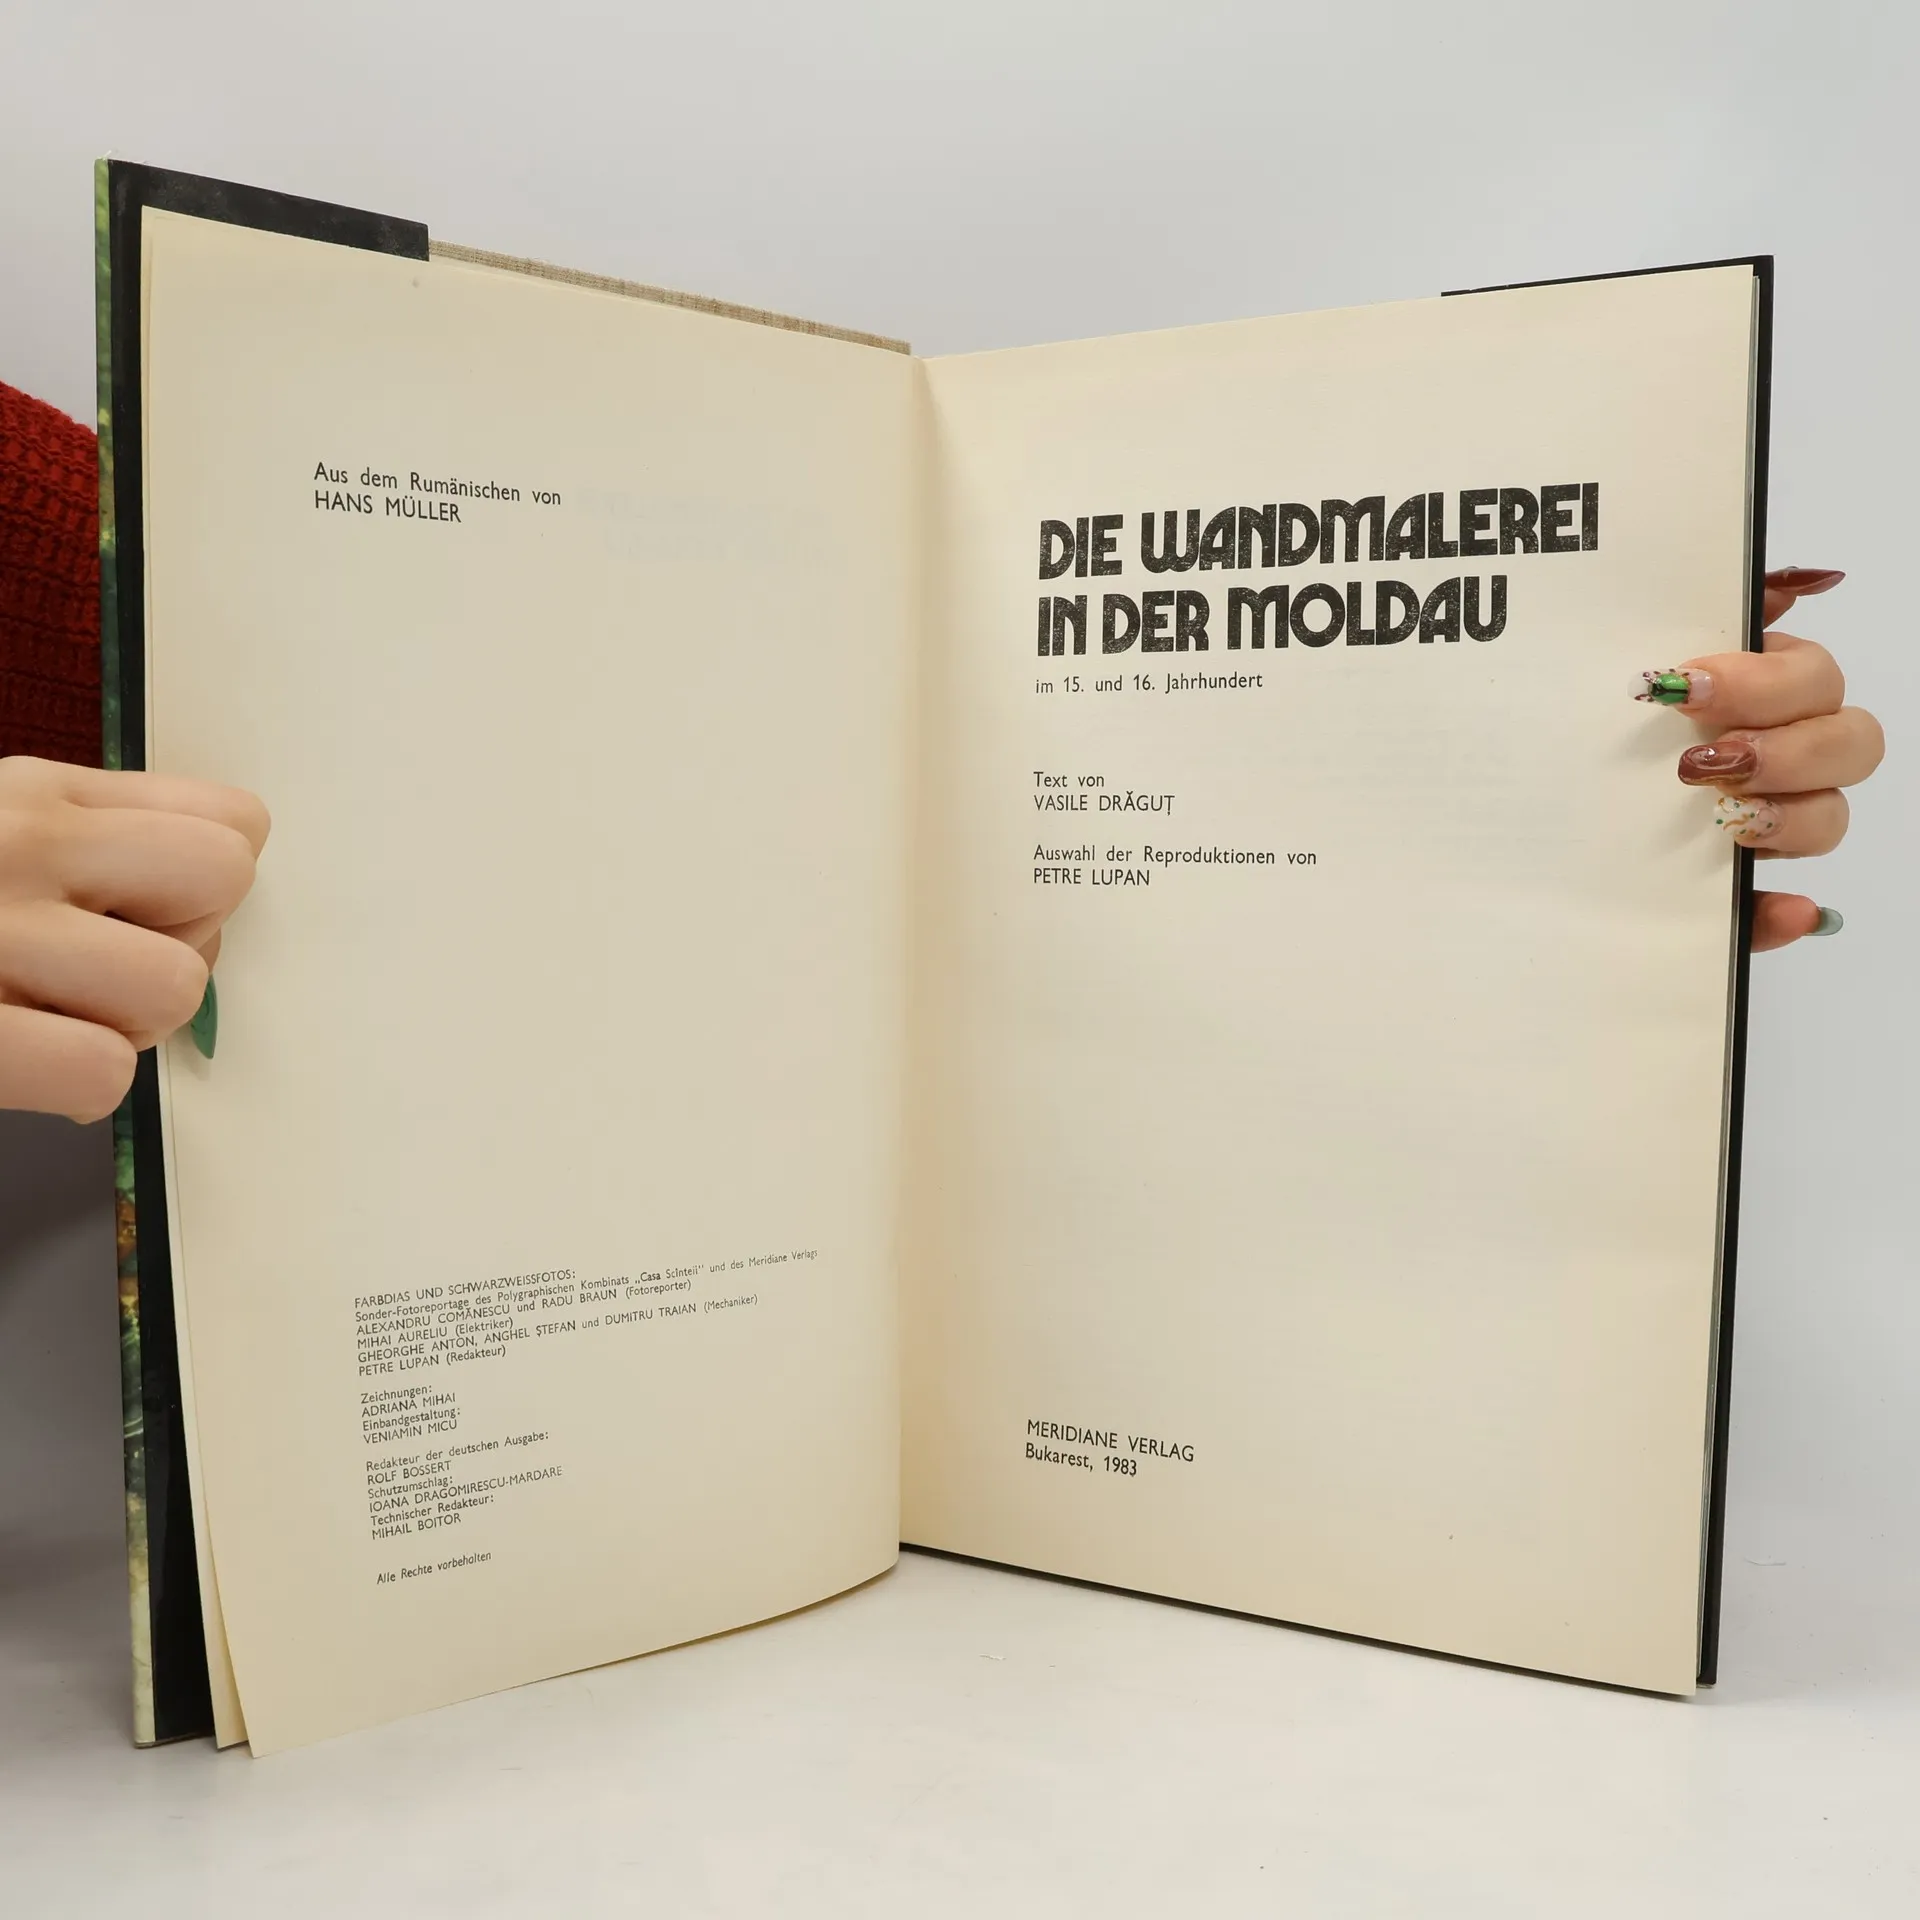 Aus dem Rumänischen von
HANS MÜLLER
FARBDIAS UND SCHWARZWEISSFOTOS:
Sonder-Fotoreportage des Polygraphischen Kombinats „Casa Scînteii" und des Meridiane Verlags
ALEXANDRU COMĂNESCU und RADU BRAUN (Fotoreporter)
MIHAI AURELIU (Elektriker)
GHEORGHE ANTON, ANGHEL ȘTEFAN und DUMITRU TRAIAN (Mechaniker)
PETRE LUPAN (Redakteur)
Zeichnungen:
ADRIANA MIHAI
Einbandgestaltung:
VENIAMIN MICU
Redakteur der deutschen Ausgabe:
ROLF BOSSERT
Schutzumschlag:
IOANA DRAGOMIRESCU-MARDARE
Technischer Redakteur:
MIHAIL BOITOR
Alle Rechte vorbehalten
DIE WANDMALEREI
IN DER MOLDAU
im 15. und 16. Jahrhundert
Text von
VASILE DRĂGUȚ
Auswahl der Reproduktionen von
PETRE LUPAN
MERIDIANE VERLAG
Bukarest, 1983